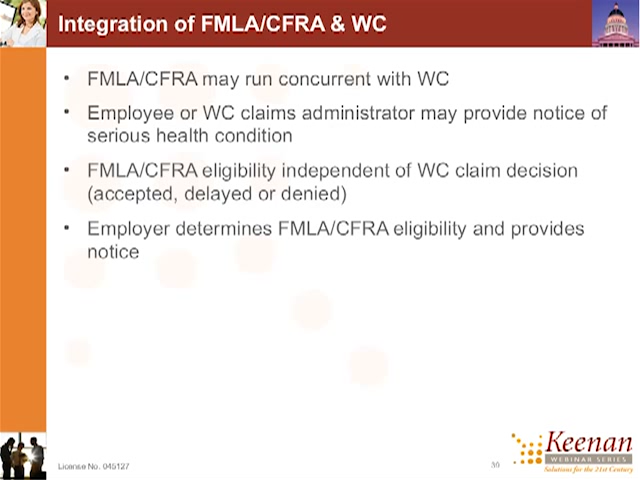 Integration of FMLA/CFRA & WC
• FMLA/CFRA may run concurrent with WC
• Employee or WC claims administrator may provide notice of
serious health condition
• FMLA/CFRA eligibility independent of WC claim decision
(accepted, delayed or denied)
• Employer determines FMLA/CFRA eligibility and provides
notice
License No. 045127
39
Keenan
WEBINAR SERIES
Solutions for the 21st Century